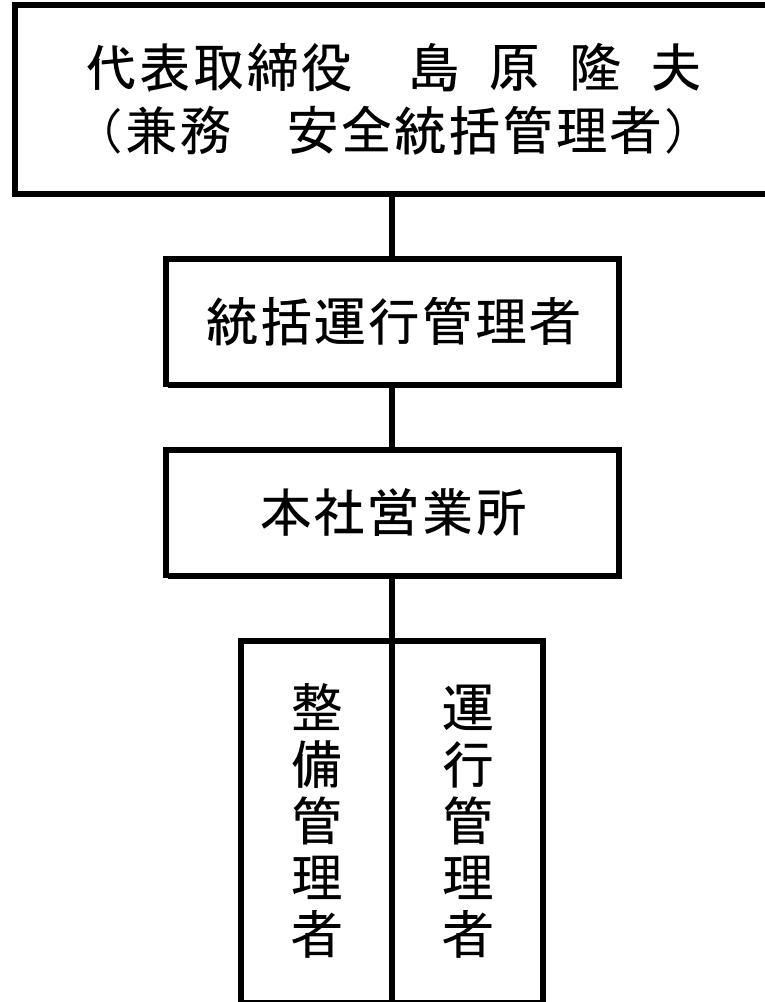 代表取締役　島 原 隆 夫
（兼務　安全統括管理者）
統括運行管理者
本社営業所
整備管理者
運行管理者